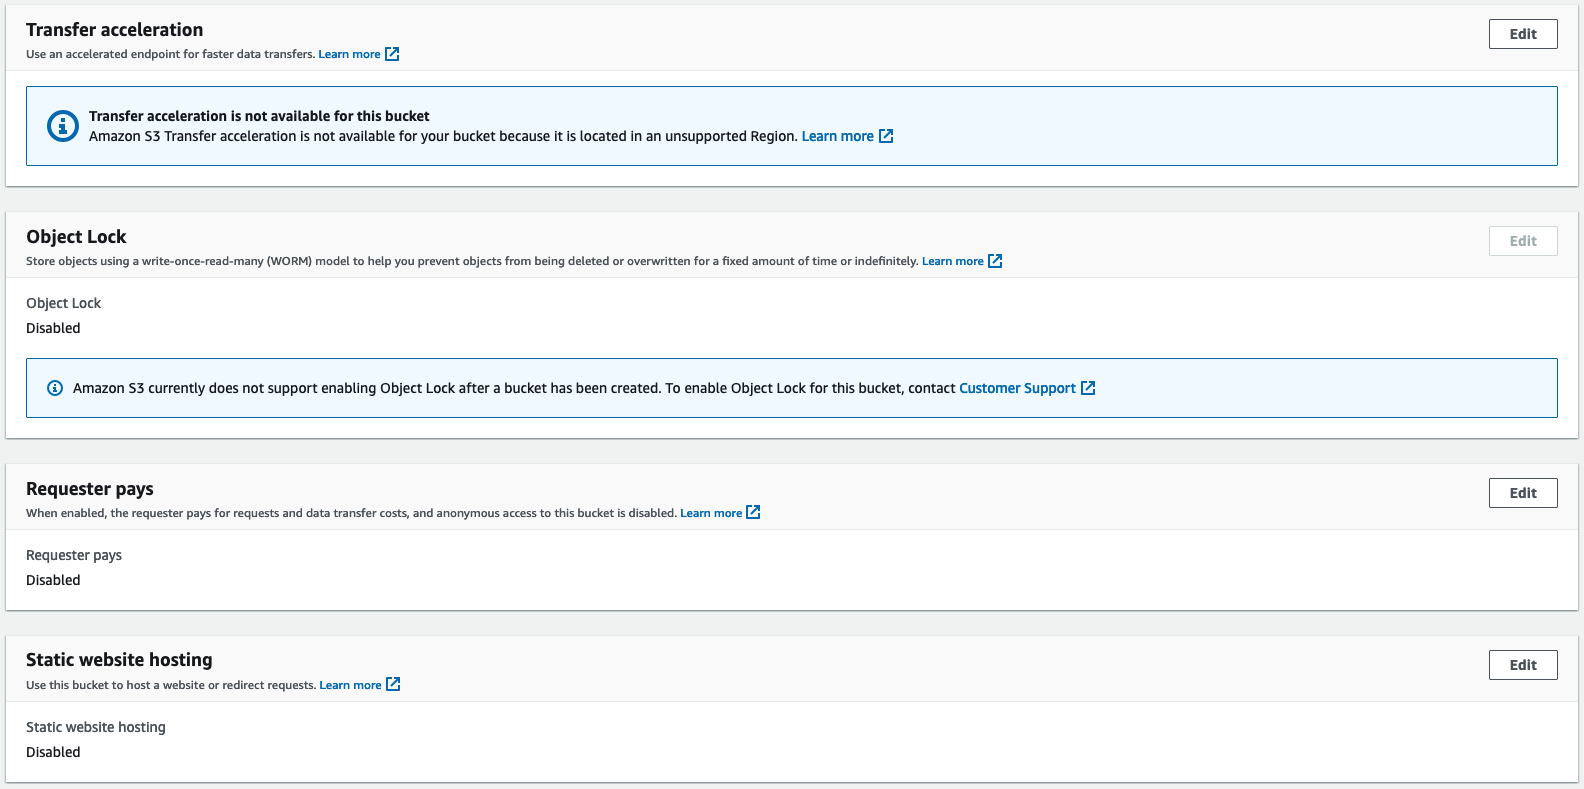 Transfer acceleration
Edit
Use an accelerated endpoint for faster data transfers. Learn more
Transfer acceleration is not available for this bucket
Amazon S3 Transfer acceleration is not available for your bucket because it is located in an unsupported Region. Learn more
Object Lock
Edit
Store objects using a write-once-read-many (WORM) model to help you prevent objects from being deleted or overwritten for a fixed amount of time or indefinitely. Learn more
Object Lock
Disabled
Amazon S3 currently does not support enabling Object Lock after a bucket has been created. To enable Object Lock for this bucket, contact Customer Support
Requester pays
Edit
When enabled, the requester pays for requests and data transfer costs, and anonymous access to this bucket is disabled. Learn more
Requester pays
Disabled
Static website hosting
Edit
Use this bucket to host a website or redirect requests. Learn more
Static website hosting
Disabled